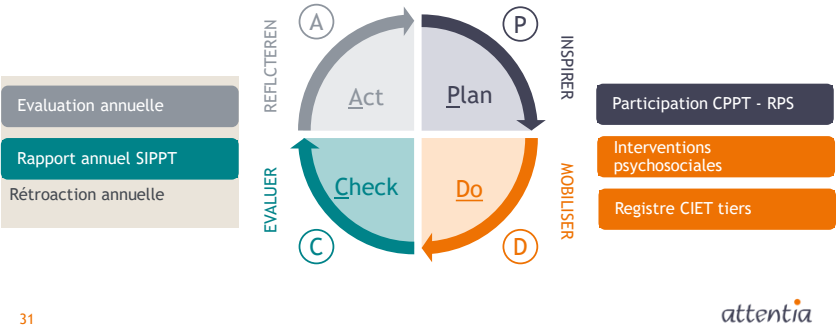 A
P
REFLCTEREN
INSPIRER
Act
Plan
Evaluation annuelle
Participation CPPT - RPS
Rapport annuel SIPPT
Interventions
psychosociales
Rétroaction annuelle
Registre CIET tiers
EVALUER
MOBILISER
Check
Do
C
D
31
attentia